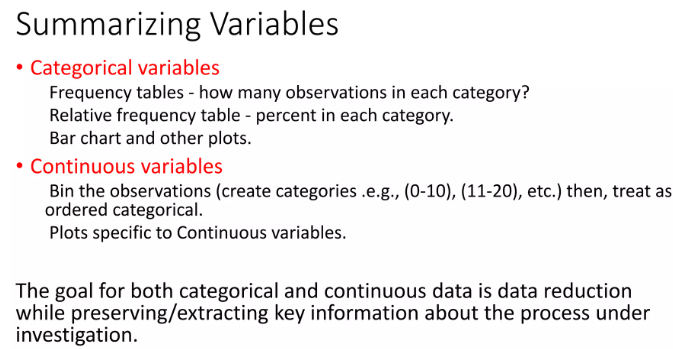 Summarizing Variables
• Categorical variables
Frequency tables - how many observations in each category?
Relative frequency table - percent in each category.
Bar chart and other plots.
• Continuous variables
Bin the observations (create categories .e.g., (0-10), (11-20), etc.) then, treat as
ordered categorical.
Plots specific to Continuous variables.
The goal for both categorical and continuous data is data reduction
while preserving/extracting key information about the process under
investigation.